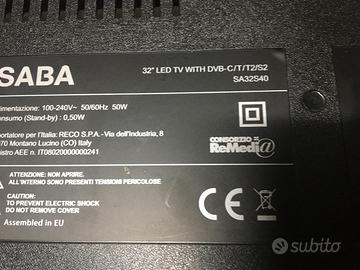 SABA
32" LED TV WITH DVB-C/T/T2/S2
SA32S40
limentazione: 100-240V~ 50/60Hz 50W
onsumo (Stand-by) : 0,50W
portatore per l'Italia: RECO S.P.A. - Via dell'Industria, 8
070 Montano Lucino (CO) Italy
istro AEE n. IT08020000000241
CONSORZIO
ReMedi@
ATTENZIONE: NON APRIRE.
ALL'INTERNO SONO PRESENTI TENSIONI PERICOLOSE
CAUTION:
TO PREVENT ELECTRIC SHOCK
DO NOT REMOVE COVER
Assembled in EU
CE
subito